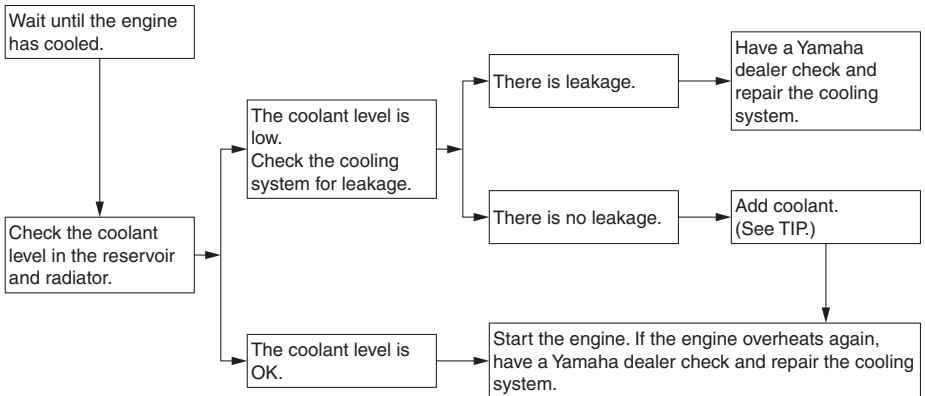 Wait until the engine
has cooled.
Check the coolant
level in the reservoir
and radiator.
The coolant level is
low.
Check the cooling
system for leakage.
There is leakage.
Have a Yamaha
dealer check and
repair the cooling
system.
There is no leakage.
Add coolant.
(See TIP.)
The coolant level is
OK.
Start the engine. If the engine overheats again,
have a Yamaha dealer check and repair the cooling
system.